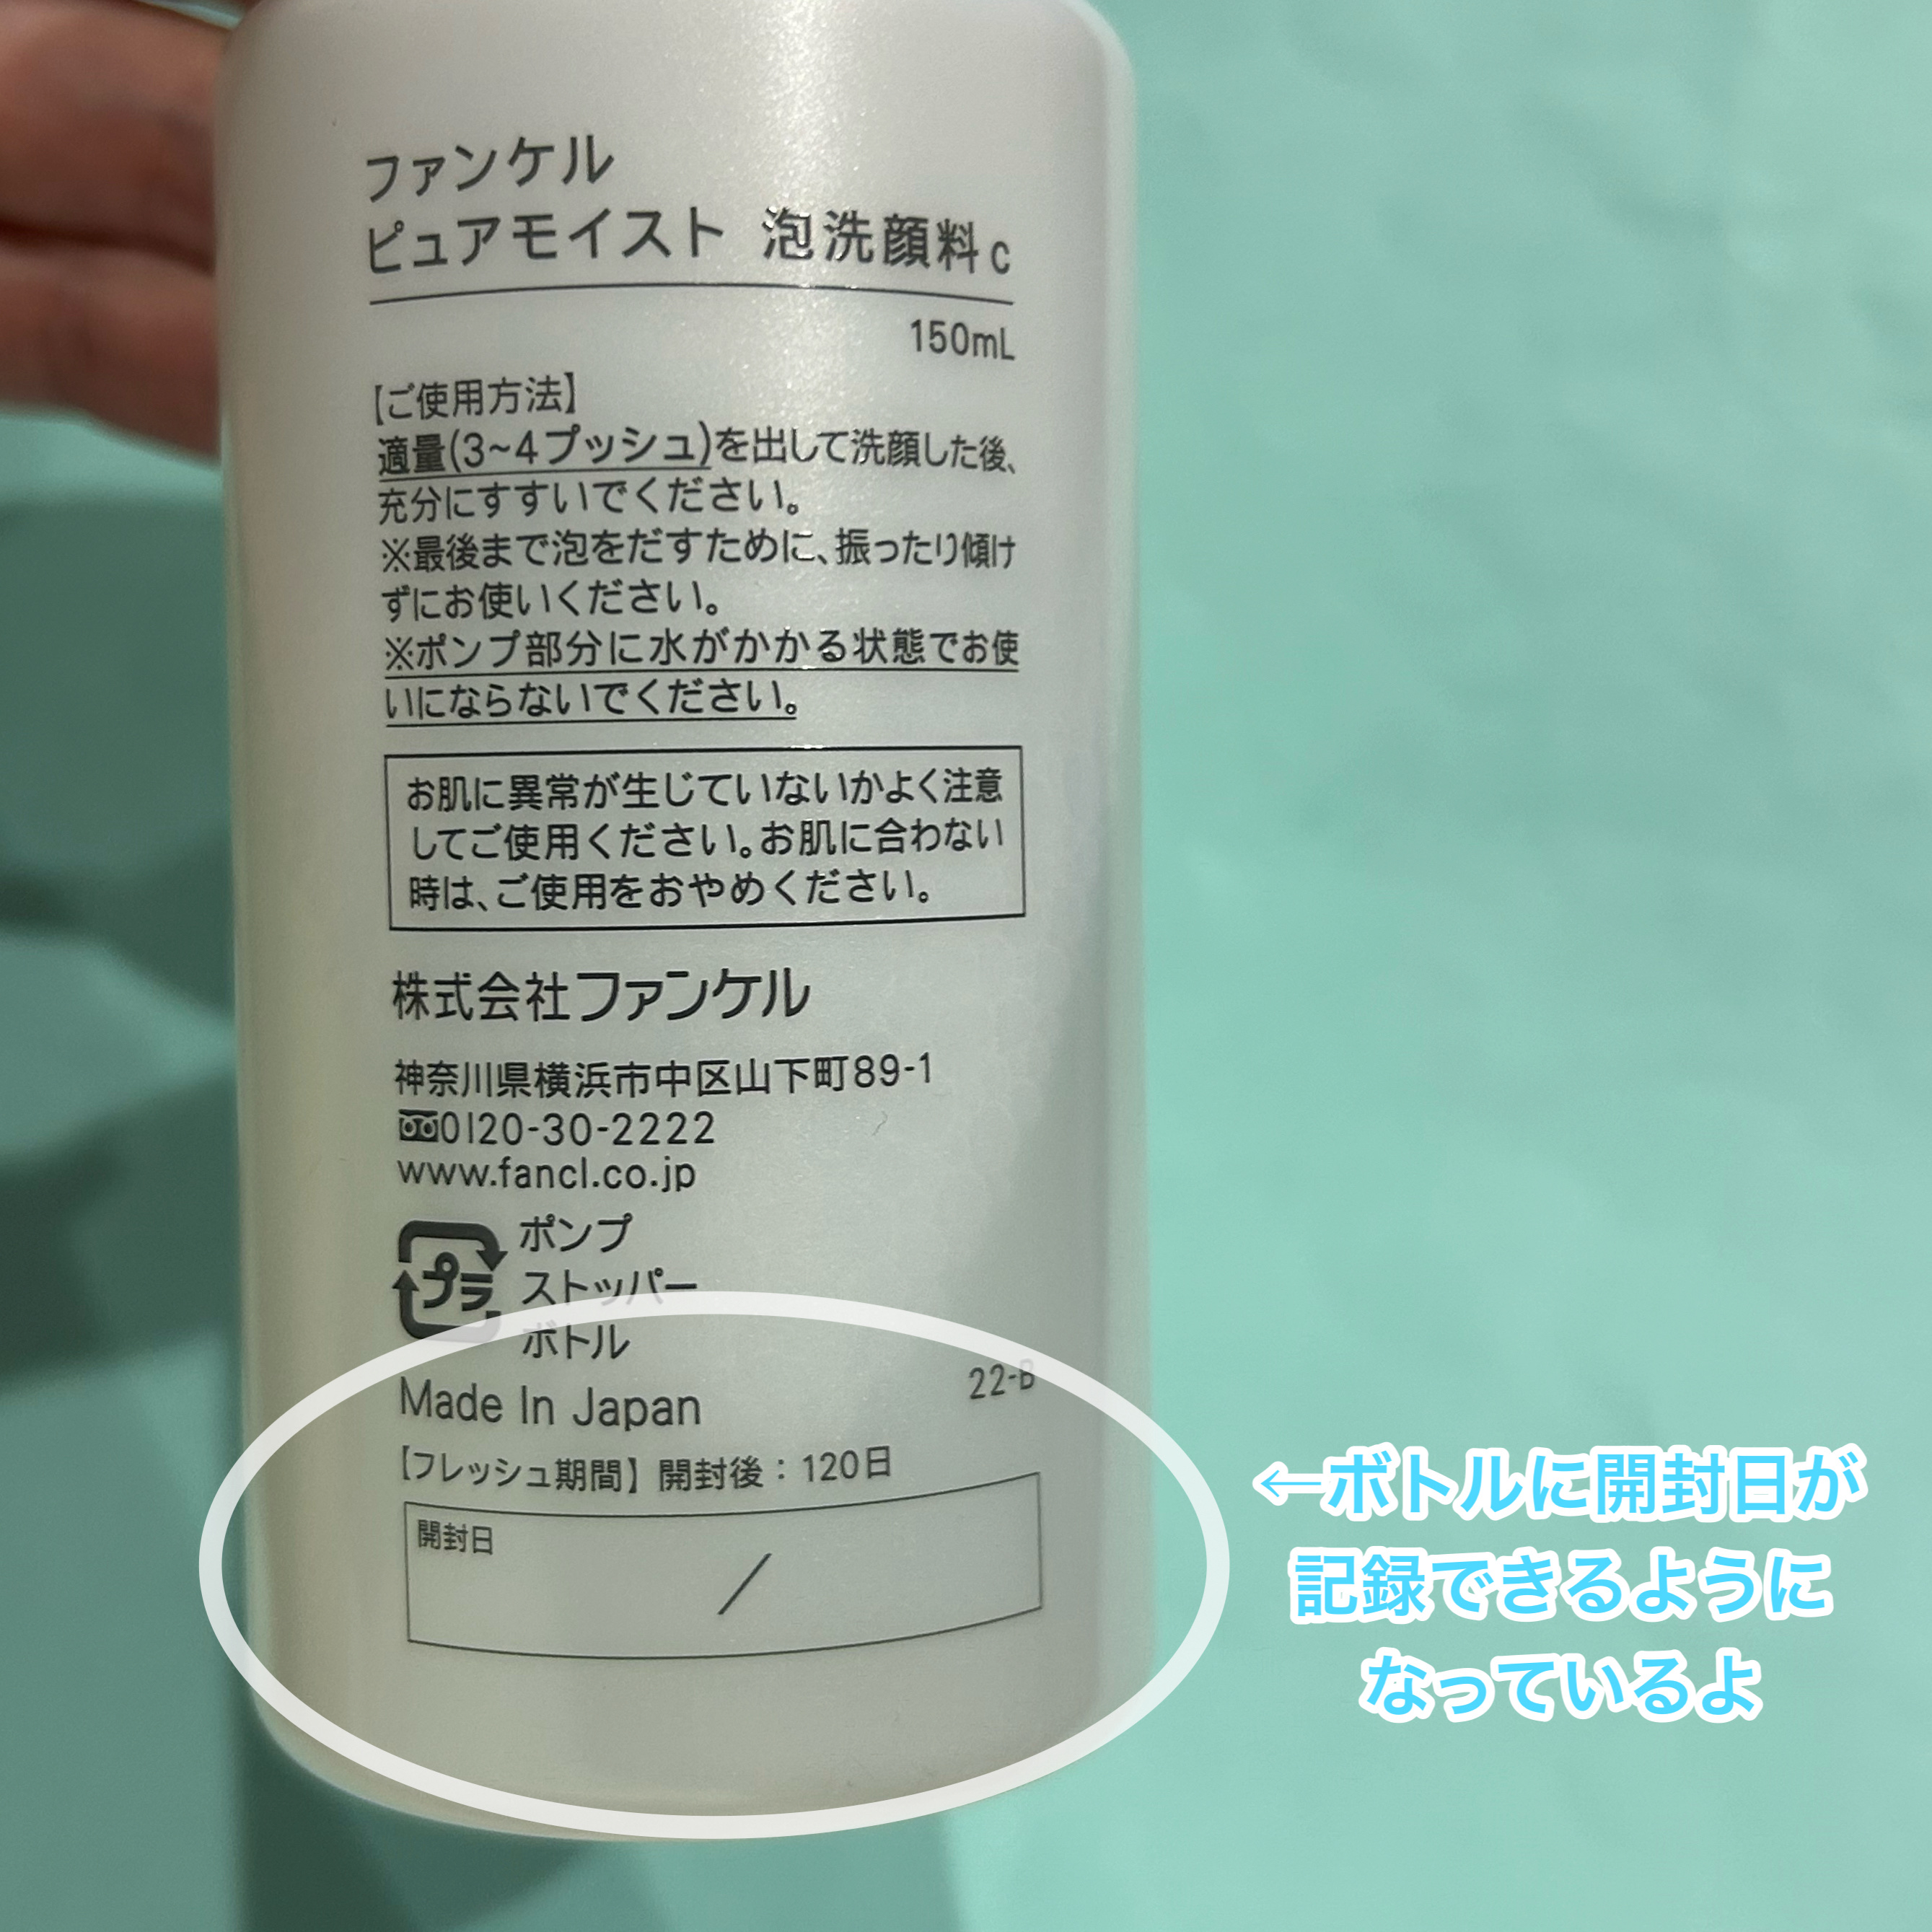 ファンケル
ピュアモイスト 泡洗顔料c
150mL
【ご使用方法】
適量(3~4プッシュ)を出して洗顔した後、
充分にすすいでください。
※最後まで泡をだすために、振ったり傾け
ずにお使いください。
※ポンプ部分に水がかかる状態でお使
いにならないでください。
お肌に異常が生じていないかよく注意
してご使用ください。お肌に合わない
時は、ご使用をおやめください。
株式会社ファンケル
神奈川県横浜市中区山下町89-1
0120-30-2222
www.fancl.co.jp
プラ
ポンプ
ストッパー
ボトル
Made In Japan
22-B
【フレッシュ期間】開封後：120日
開封日
/
←ボトルに開封日が
記録できるように
なっているよ